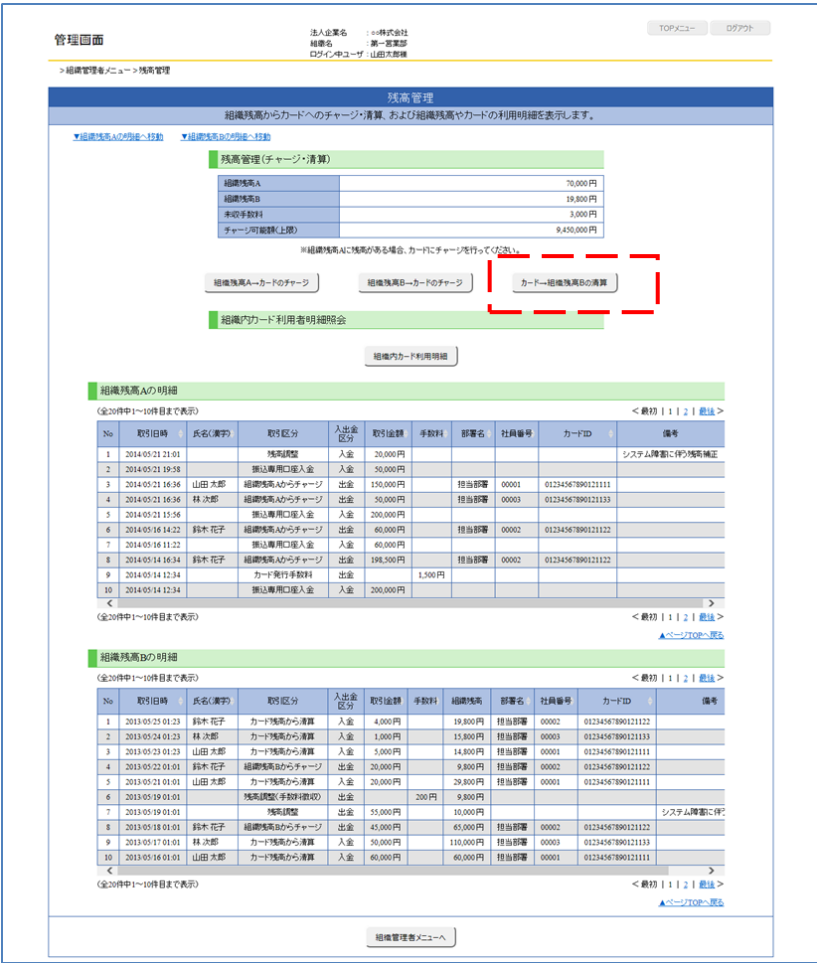 管理画面
法人企業名 : ○○株式会社
組織名 : 第一営業部
ログイン中ユーザ : 山田太郎様
TOPメニュー ログアウト
>組織管理者メニュー>残高管理
残高管理
組織残高からカードへのチャージ・清算、および組織残高やカードの利用明細を表示します。
▼組織残高Aの明細へ移動 ▼組織残高Bの明細へ移動
残高管理(チャージ・清算)
組織残高A 70,000円
組織残高B 19,800円
未収手数料 3,000円
チャージ可能額(上限) 9,450,000円
※組織残高Aに残高がある場合、カードにチャージを行ってください。
組織残高A→カードのチャージ 組織残高B→カードのチャージ カード→組織残高Bの清算
組織内カード利用者明細照会
組織内カード利用明細
組織残高Aの明細
(全20件中1~10件目まで表示) <最初 | 1 | 2 | 最後>
No 取引日時 氏名(漢字) 取引区分 入出金区分 取引金額 手数料 部署名 社員番号 カードID 備考
1 2014/05/21 21:01 残高調整 入金 20,000円 システム障害に伴う残高補正
2 2014/05/21 19:58 振込専用口座入金 入金 50,000円
3 2014/05/21 16:36 山田 太郎 組織残高Aからチャージ 出金 150,000円 担当部署 00001 01234567890121111
4 2014/05/21 16:36 林 次郎 組織残高Aからチャージ 出金 50,000円 担当部署 00003 01234567890121133
5 2014/05/21 15:56 振込専用口座入金 入金 200,000円
6 2014/05/16 14:22 鈴木 花子 組織残高Aからチャージ 出金 60,000円 担当部署 00002 01234567890121122
7 2014/05/16 11:22 振込専用口座入金 入金 60,000円
8 2014/05/14 16:34 鈴木 花子 組織残高Aからチャージ 出金 198,500円 担当部署 00002 01234567890121122
9 2014/05/14 12:34 カード発行手数料 出金 1,500円
10 2014/05/14 12:34 振込専用口座入金 入金 200,000円
(全20件中1~10件目まで表示) <最初 | 1 | 2 | 最後>
▲ページTOPへ戻る
組織残高Bの明細
(全20件中1~10件目まで表示) <最初 | 1 | 2 | 最後>
No 取引日時 氏名(漢字) 取引区分 入出金区分 取引金額 手数料 組織残高 部署名 社員番号 カードID 備考
1 2013/05/25 01:23 鈴木 花子 カード残高から清算 入金 4,000円 19,800円 担当部署 00002 01234567890121122
2 2013/05/24 01:23 林 次郎 カード残高から清算 入金 1,000円 15,800円 担当部署 00003 01234567890121133
3 2013/05/23 01:23 山田 太郎 カード残高から清算 入金 5,000円 14,800円 担当部署 00001 01234567890121111
4 2013/05/22 01:01 鈴木 花子 組織残高Bからチャージ 出金 20,000円 9,800円 担当部署 00002 01234567890121122
5 2013/05/21 01:01 山田 太郎 カード残高から清算 入金 20,000円 29,800円 担当部署 00001 01234567890121111
6 2013/05/19 01:01 残高調整(手数料徴収) 出金 200円 9,800円
7 2013/05/19 01:01 残高調整 出金 55,000円 10,000円 システム障害に伴う
8 2013/05/18 01:01 鈴木 花子 組織残高Bからチャージ 出金 45,000円 65,000円 担当部署 00002 01234567890121122
9 2013/05/17 01:01 林 次郎 カード残高から清算 入金 50,000円 110,000円 担当部署 00003 01234567890121133
10 2013/05/16 01:01 山田 太郎 カード残高から清算 入金 60,000円 60,000円 担当部署 00001 01234567890121111
(全20件中1~10件目まで表示) <最初 | 1 | 2 | 最後>
▲ページTOPへ戻る
組織管理者メニューへ